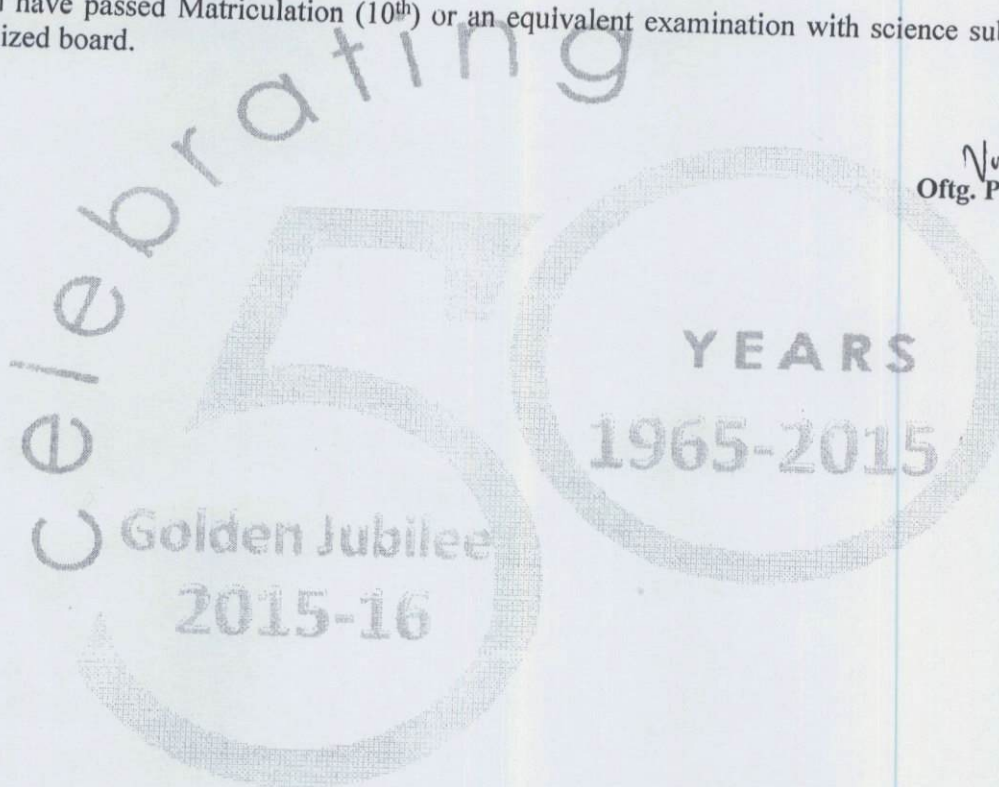 have passed Matriculation (10th) or an equivalent examination with science
ized board.
celebrating
Oftg.
YEARS
1965-2015
Golden Jubilee
2015-16